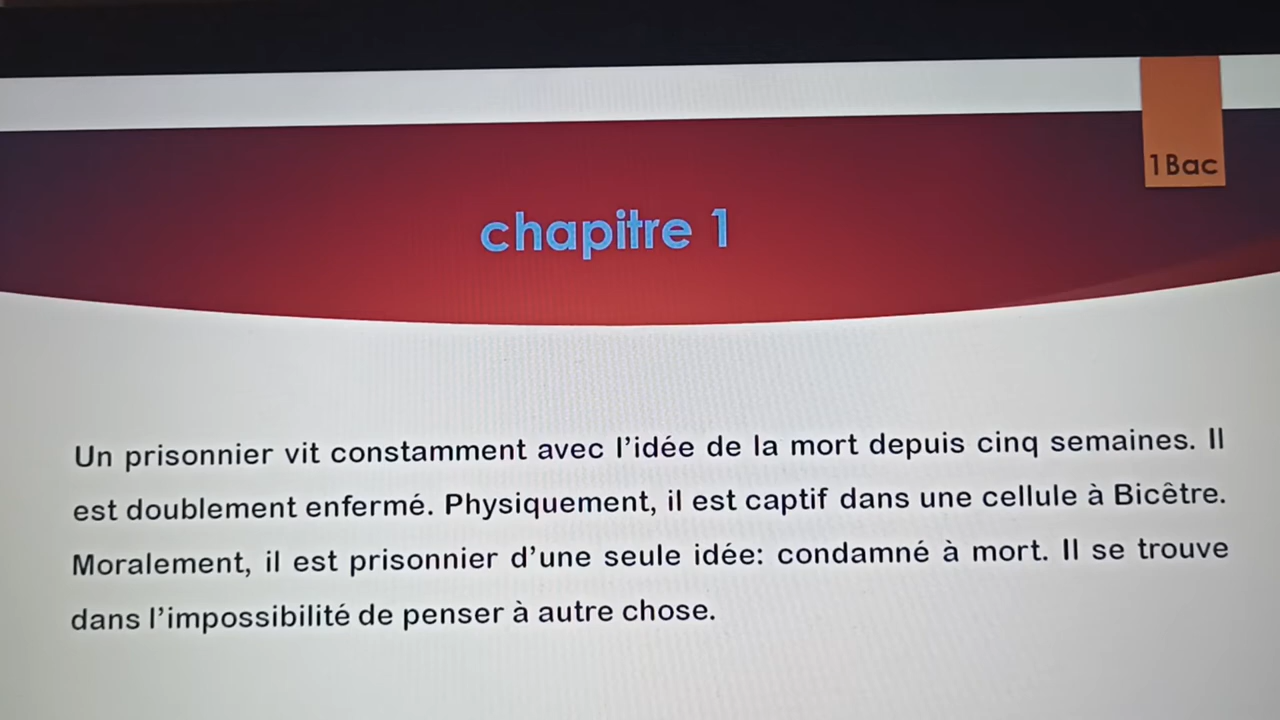 1Bac
chapitre 1
Un prisonnier vit constamment avec l'idée de la mort depuis cinq semaines. Il
est doublement enfermé. Physiquement, il est captif dans une cellule à Bicêtre.
Moralement, il est prisonnier d'une seule idée: condamné à mort. Il se trouve
dans l'impossibilité de penser à autre chose.